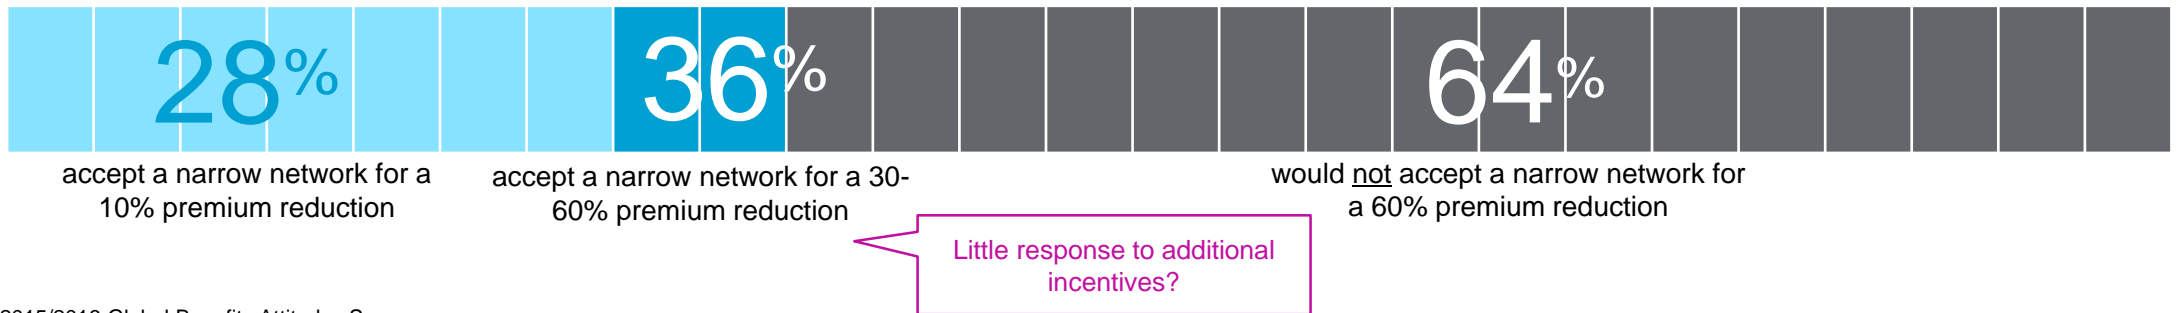 28%
36%
64%
accept a narrow network for a
10% premium reduction
accept a narrow network for a 30-
60% premium reduction
would not accept a narrow network for
a 60% premium reduction
Little response to additional
incentives?